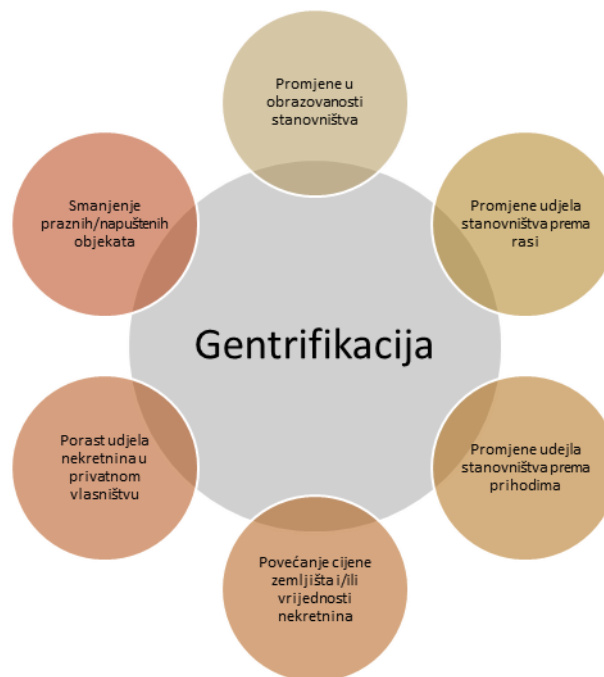 Promjene u
obrazovanosti
stanovništva
Smanjenje
praznih/napuštenih
objekata
Promjene udjela
stanovništva prema
rasi
Gentrifikacija
Porast udjela
nekretnina u
privatnom
vlasništvu
Promjene udejla
stanovništva prema
prihodima
Povećanje cijene
zemljišta i/ili
vrijednosti
nekretnina